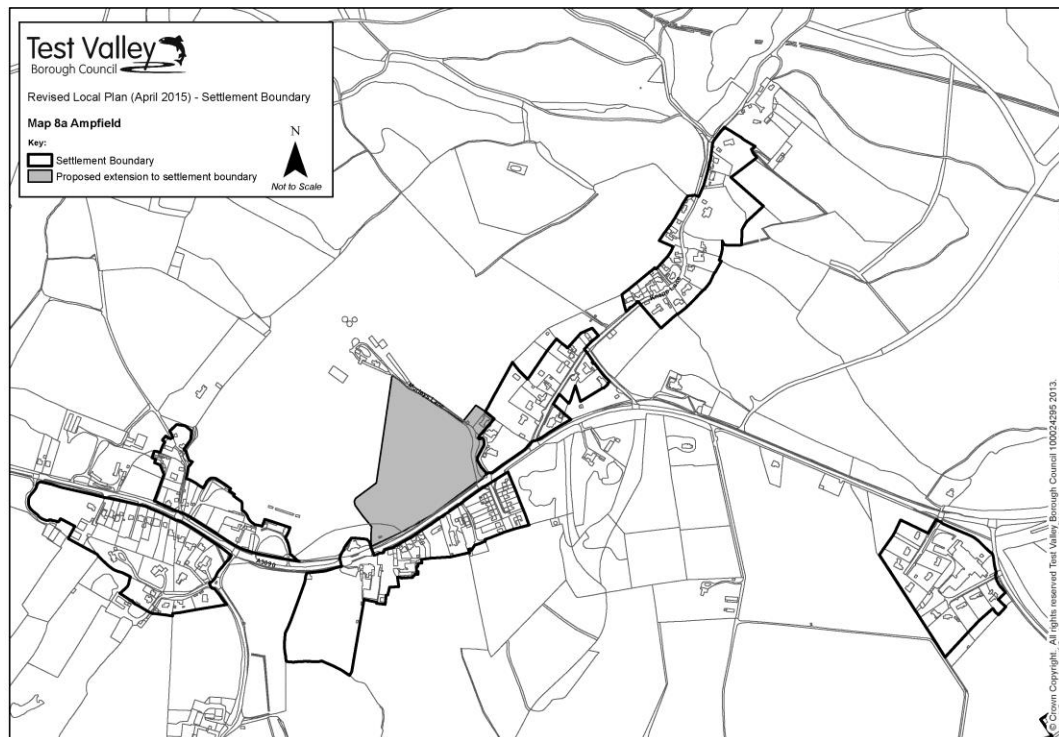 Test Valley
Borough Council
Revised Local Plan (April 2015) - Settlement Boundary
Map 8a Ampfield
Key:
Settlement Boundary
Proposed extension to settlement boundary
N
Not to Scale
A3090
© Crown Copyright. All rights reserved Test Valley Borough Council 100024295 2013.